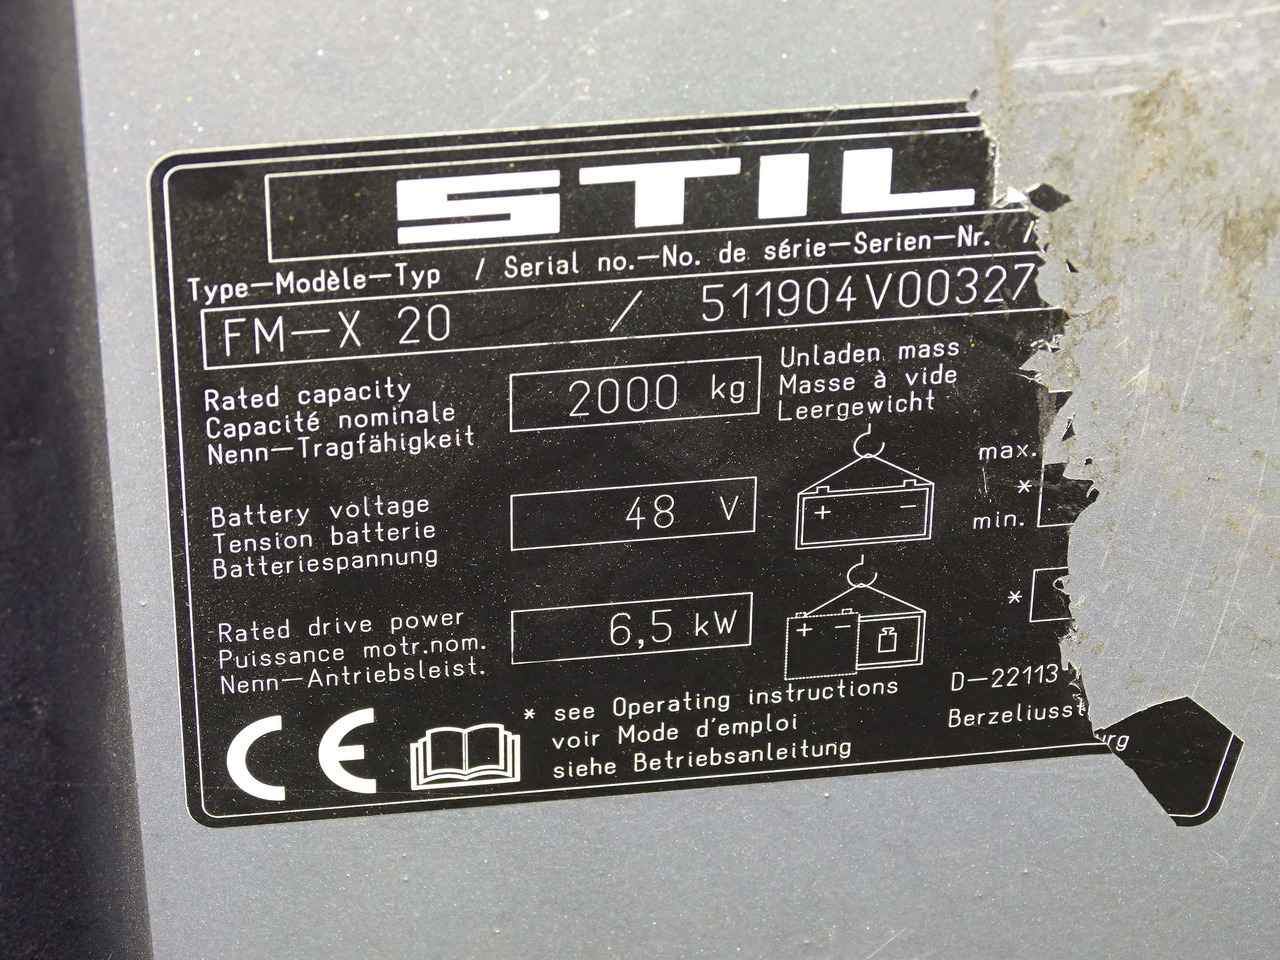 STIL
Type–Modèle–Typ / Serial no.–No. de série–Serien–Nr. /
FM–X 20 / 511904V00327
Rated capacity
Capacité nominale
Nenn–Tragfähigkeit
2000 kg
Unladen mass
Masse à vide
Leergewicht
Battery voltage
Tension batterie
Batteriespannung
48 V
+ –
max.
*
min.
Rated drive power
Puissance motr.nom.
Nenn–Antriebsleist.
6,5 kW
+ –
*
CE
* see Operating instructions
voir Mode d'emploi
siehe Betriebsanleitung
D–22113
Berzeliusst